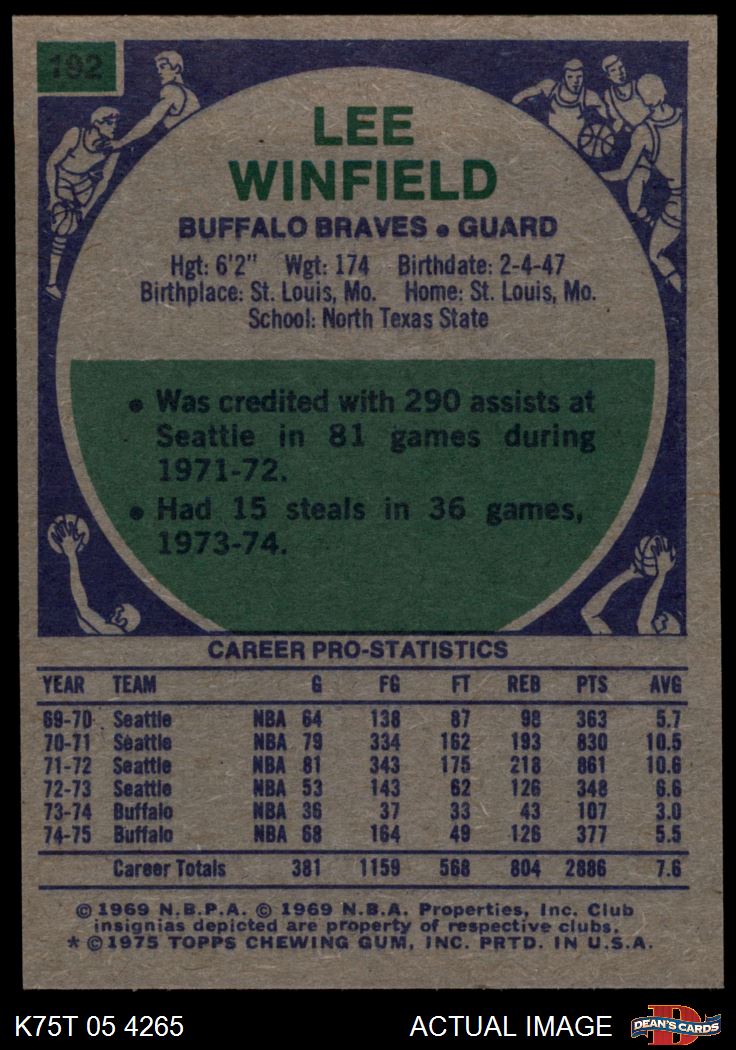 192
LEE
WINFIELD
BUFFALO BRAVES • GUARD
Hgt: 6'2" Wgt: 174 Birthdate: 2-4-47
Birthplace: St. Louis, Mo. Home: St. Louis, Mo.
School: North Texas State
• Was credited with 290 assists at
Seattle in 81 games during
1971-72.
• Had 15 steals in 36 games,
1973-74.
CAREER PRO-STATISTICS
YEAR TEAM G FG FT REB PTS AVG
69-70 Seattle NBA 64 138 87 98 363 5.7
70-71 Seattle NBA 79 334 162 193 830 10.5
71-72 Seattle NBA 81 343 175 218 861 10.6
72-73 Seattle NBA 53 143 62 126 348 6.6
73-74 Buffalo NBA 36 37 33 43 107 3.0
74-75 Buffalo NBA 68 164 49 126 377 5.5
Career Totals 381 1159 568 804 2886 7.6
© 1969 N.B.P.A. © 1969 N.B.A. Properties, Inc. Club
insignias depicted are property of respective clubs.
* © 1975 TOPPS CHEWING GUM, INC. PRTD. IN U.S.A.
K75T 05 4265 ACTUAL IMAGE D DEAN'S CARDS